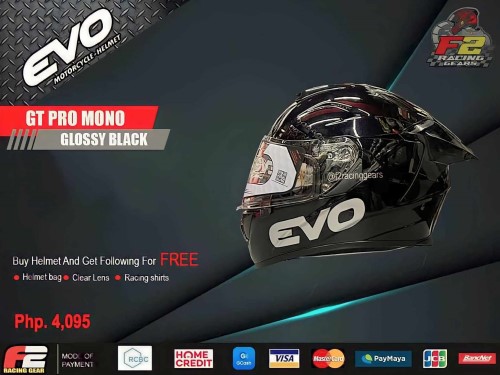 EVO
MOTORCYCLE HELMET
F2
RACING
GEARS
GT PRO MONO
GLOSSY BLACK
@f2racinggears
EVO
Buy Helmet And Get Following For FREE
• Helmet bag • Clear Lens • Racing shirts
Php. 4,095
F2
RACING GEAR
MODE OF
PAYMENT
RCBC
HOME
CREDIT
GCash
VISA
MasterCard
PayMaya
JCB
BancNet